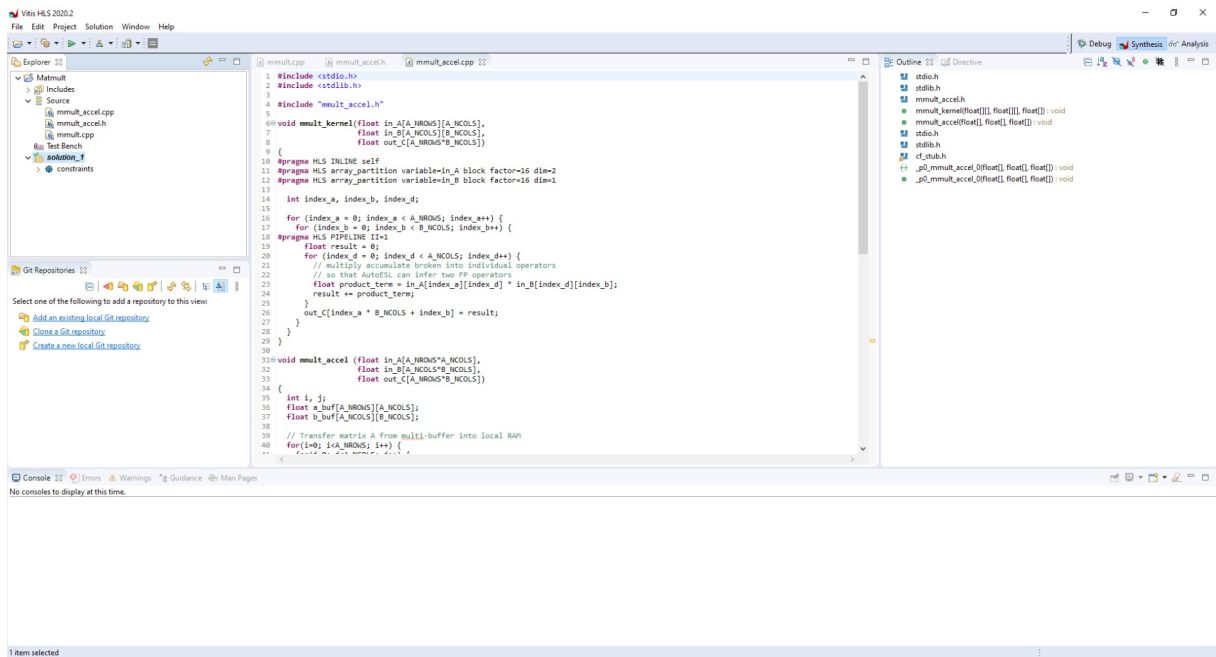 Vitis HLS 2020.2
File Edit Project Solution Window Help
Debug Synthesis Analysis
Explorer
Matmult
Includes
Source
mmult_accel.cpp
mmult_accel.h
mmult.cpp
Test Bench
solution_1
constraints
Git Repositories
Select one of the following to add a repository to this view:
Add an existing local Git repository
Clone a Git repository
Create a new local Git repository
mmult.cpp mmult_accel.h mmult_accel.cpp
1 #include <stdio.h>
2 #include <stdlib.h>
3
4 #include "mmult_accel.h"
5
6 void mmult_kernel(float in_A[A_NROWS][A_NCOLS],
7 float in_B[A_NCOLS][B_NCOLS],
8 float out_C[A_NROWS*B_NCOLS])
9 {
10 #pragma HLS INLINE self
11 #pragma HLS array_partition variable=in_A block factor=16 dim=2
12 #pragma HLS array_partition variable=in_B block factor=16 dim=1
13
14 int index_a, index_b, index_d;
15
16 for (index_a = 0; index_a < A_NROWS; index_a++) {
17 for (index_b = 0; index_b < B_NCOLS; index_b++) {
18 #pragma HLS PIPELINE II=1
19 float result = 0;
20 for (index_d = 0; index_d < A_NCOLS; index_d++) {
21 // multiply accumulate broken into individual operators
22 // so that AutoESL can infer two FP operators
23 float product_term = in_A[index_a][index_d] * in_B[index_d][index_b];
24 result += product_term;
25 }
26 out_C[index_a * B_NCOLS + index_b] = result;
27 }
28 }
29 }
30
31 void mmult_accel (float in_A[A_NROWS*A_NCOLS],
32 float in_B[A_NCOLS*B_NCOLS],
33 float out_C[A_NROWS*B_NCOLS])
34 {
35 int i, j;
36 float a_buf[A_NROWS][A_NCOLS];
37 float b_buf[A_NCOLS][B_NCOLS];
38
39 // Transfer matrix A from multi-buffer into local RAM
40 for(i=0; i<A_NROWS; i++) {
Outline Directive
stdio.h
stdlib.h
mmult_accel.h
mmult_kernel(float[][], float[][], float[]) : void
mmult_accel(float[], float[], float[]) : void
stdio.h
stdlib.h
cf_stub.h
_p0_mmult_accel_0(float[], float[], float[]) : void
_p0_mmult_accel_0(float[], float[], float[]) : void
Console Errors Warnings Guidance Man Pages
No consoles to display at this time.
1 item selected